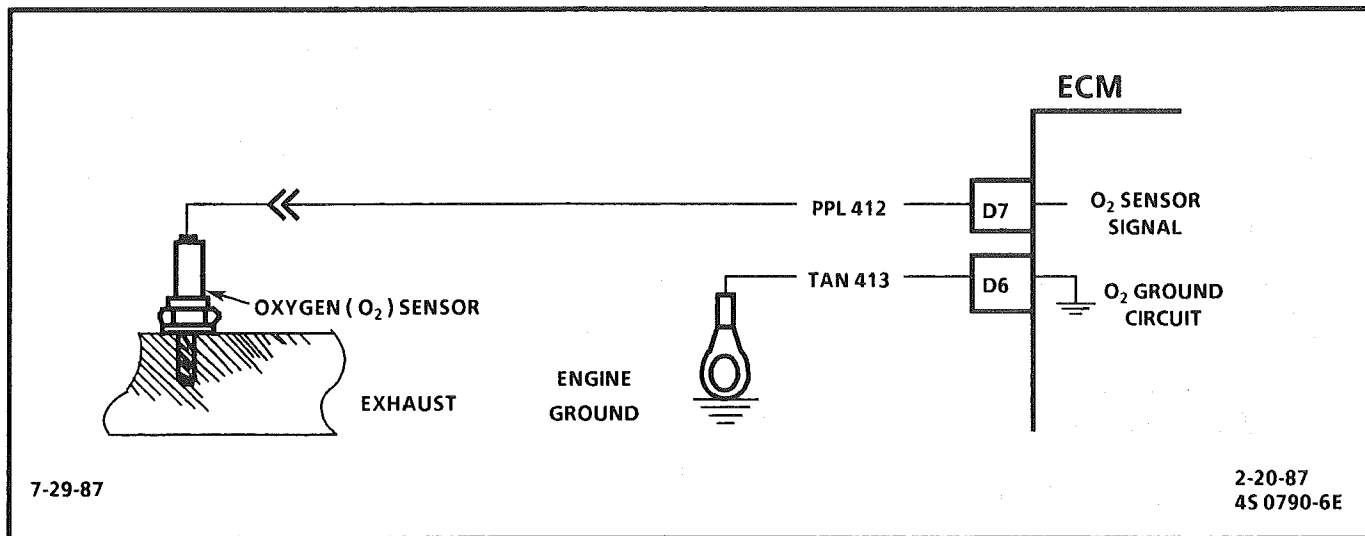 ECM
PPL 412
D7
O₂ SENSOR
SIGNAL
TAN 413
D6
O₂ GROUND
CIRCUIT
OXYGEN (O₂) SENSOR
ENGINE
GROUND
EXHAUST
7-29-87
2-20-87
4S 0790-6E